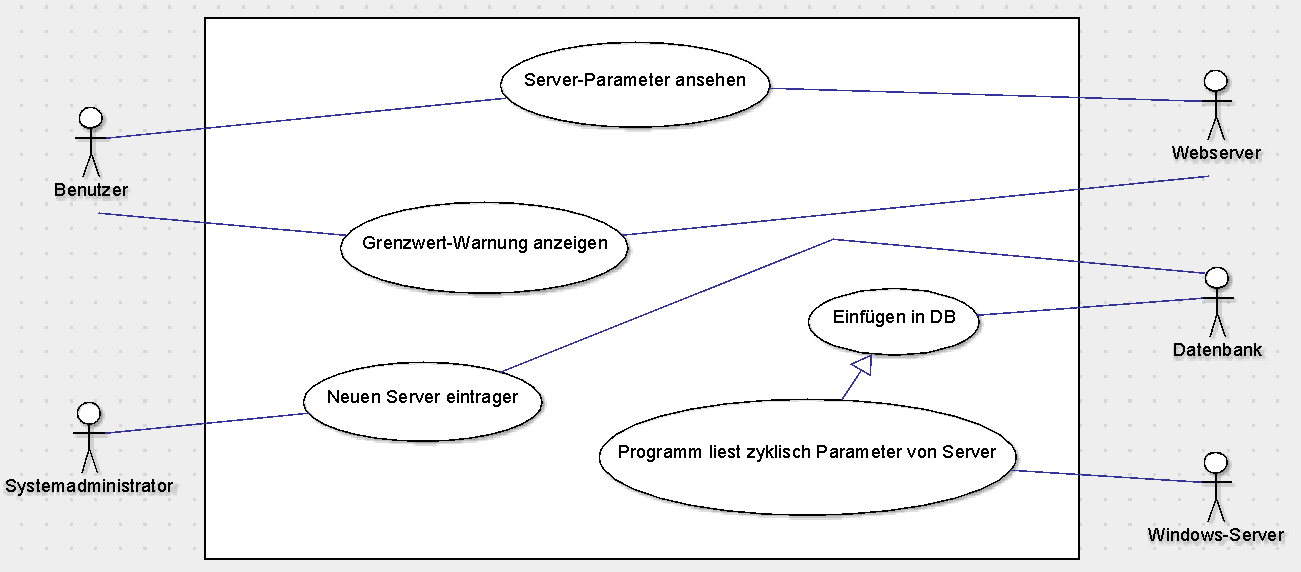 Server-Parameter ansehen
Webserver
Benutzer
Grenzwert-Warnung anzeigen
Einfügen in DB
Datenbank
Neuen Server eintrager
Programm liest zyklisch Parameter von Server
Systemadministrator
Windows-Server